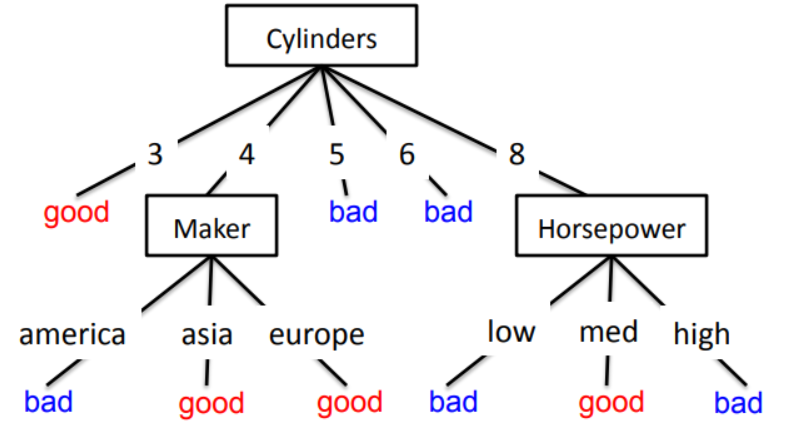 Cylinders
3 4 5 6 8
good Maker bad bad Horsepower
america asia europe low med high
bad good good bad good bad